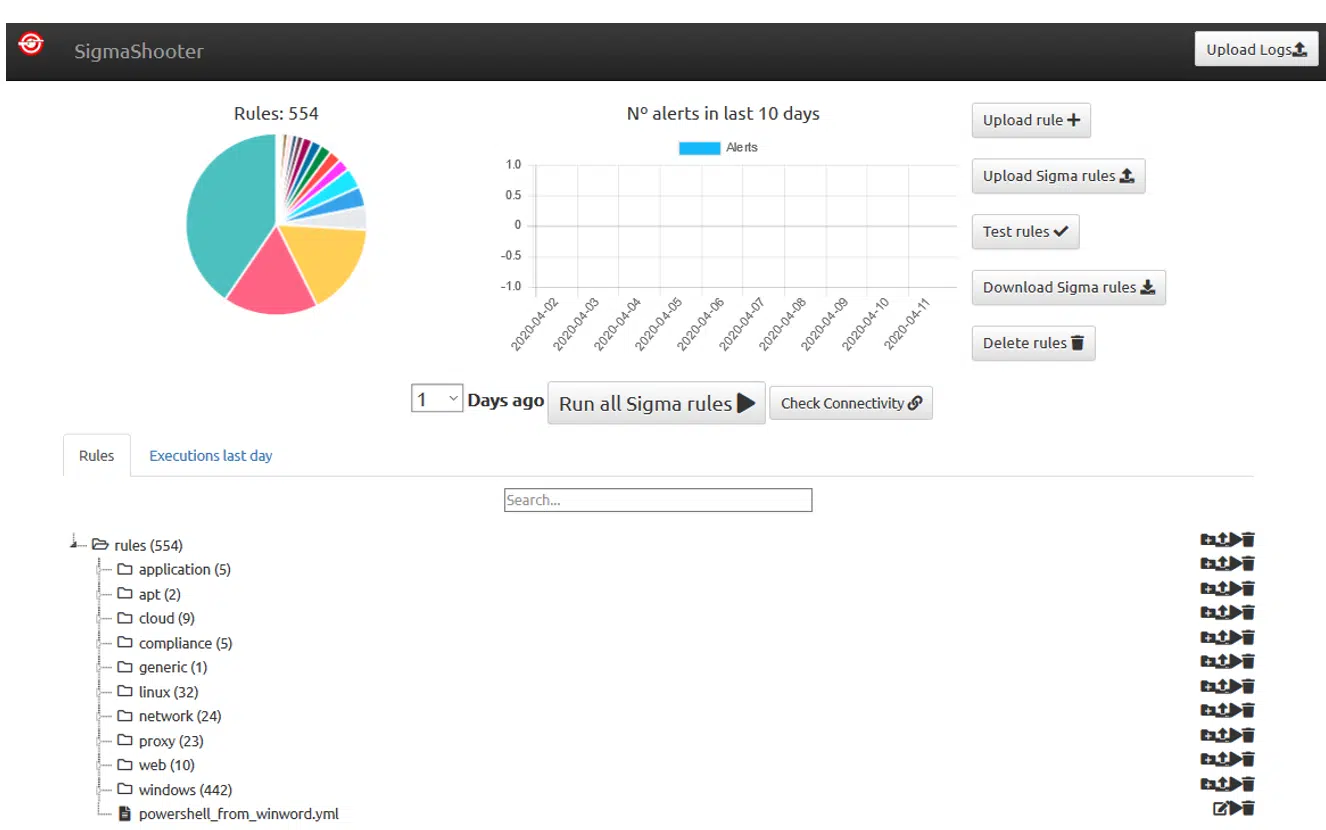 SigmaShooter
Upload Logs
Rules: 554
Nº alerts in last 10 days
Alerts
1.0
0.5
0
-0.5
-1.0
2020-04-02
2020-04-03
2020-04-04
2020-04-05
2020-04-06
2020-04-07
2020-04-08
2020-04-09
2020-04-10
2020-04-11
Upload rule
Upload Sigma rules
Test rules
Download Sigma rules
Delete rules
1 Days ago Run all Sigma rules Check Connectivity
Rules Executions last day
Search...
rules (554)
application (5)
apt (2)
cloud (9)
compliance (5)
generic (1)
linux (32)
network (24)
proxy (23)
web (10)
windows (442)
powershell_from_winword.yml